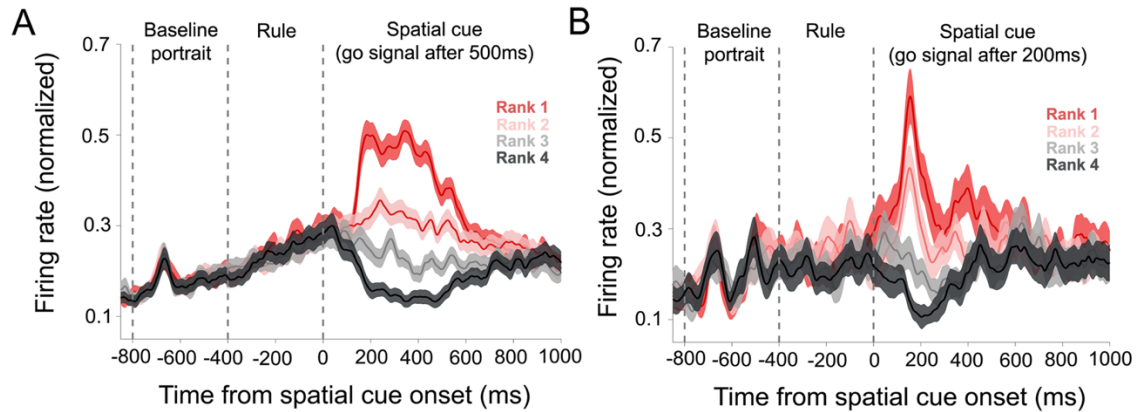 A
Baseline
portrait
Rule
Spatial cue
(go signal after 500ms)
0.7
0.5
0.3
0.1
Firing rate (normalized)
Rank 1
Rank 2
Rank 3
Rank 4
-800 -600 -400 -200 0 200 400 600 800 1000
Time from spatial cue onset (ms)
B
Baseline
portrait
Rule
Spatial cue
(go signal after 200ms)
0.7
0.5
0.3
0.1
Firing rate (normalized)
Rank 1
Rank 2
Rank 3
Rank 4
-800 -600 -400 -200 0 200 400 600 800 1000
Time from spatial cue onset (ms)